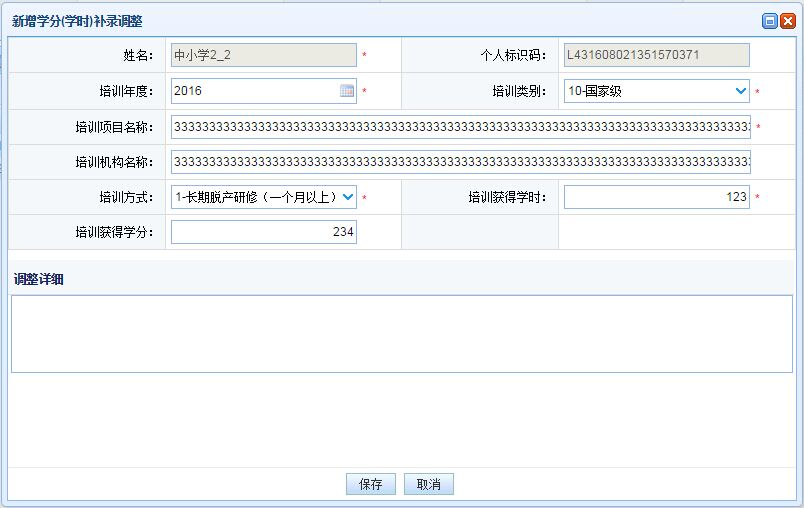 新增学分(学时)补录调整
姓名： 中小学2_2 * 个人标识码： L431608021351570371
培训年度： 2016 * 培训类别： 10-国家级 *
培训项目名称： *
培训机构名称：
培训方式： 1-长期脱产研修（一个月以上） * 培训获得学时： 123 *
培训获得学分： 234
调整详细
保存 取消